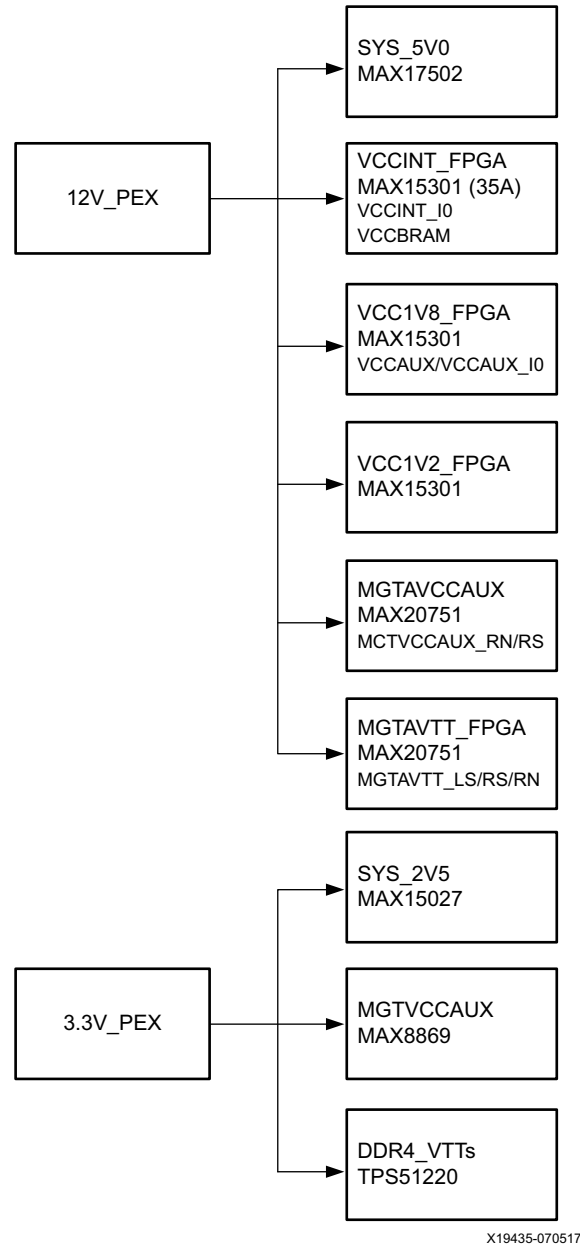 SYS_5V0
MAX17502
12V_PEX
VCCINT_FPGA
MAX15301 (35A)
VCCINT_I0
VCCBRAM
VCC1V8_FPGA
MAX15301
VCCAUX/VCCAUX_I0
VCC1V2_FPGA
MAX15301
MGTAVCCAUX
MAX20751
MCTVCCAUX_RN/RS
MGTAVTT_FPGA
MAX20751
MGTAVTT_LS/RS/RN
SYS_2V5
MAX15027
3.3V_PEX
MGTVCCAUX
MAX8869
DDR4_VTTs
TPS51220
X19435-070517